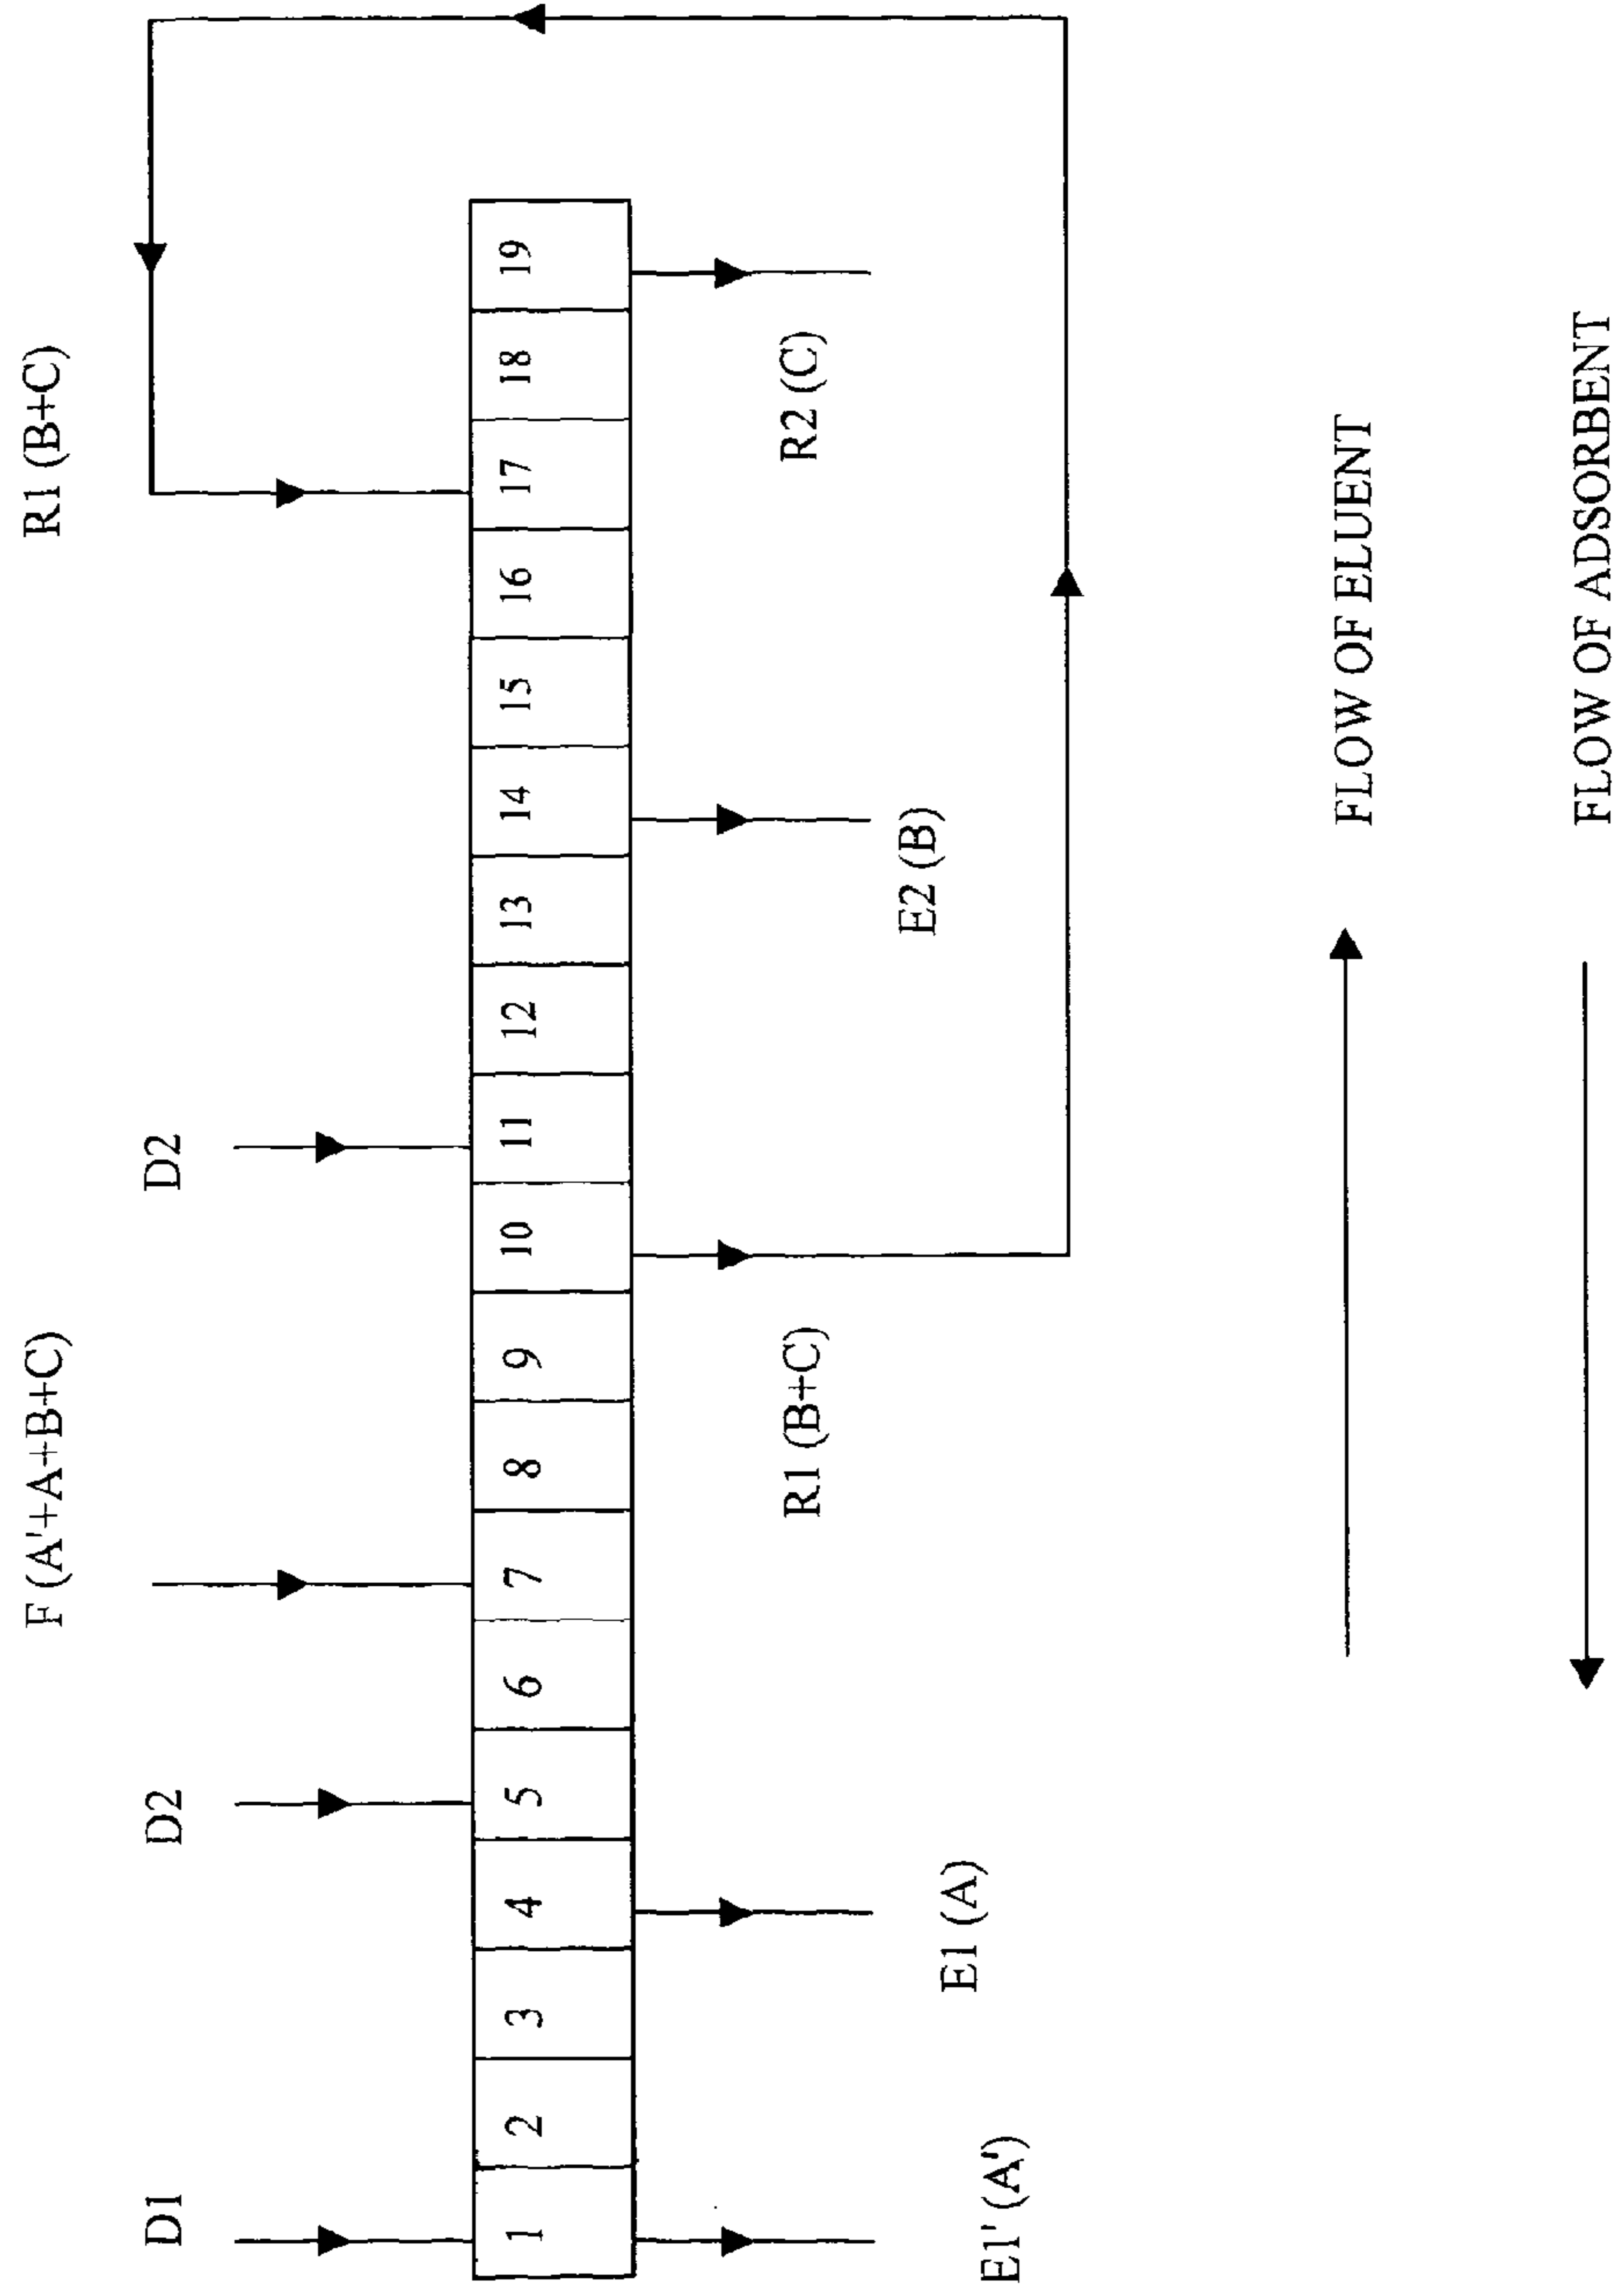 F (A'+A+B+C)
R1 (B+C)
D1
D2
D2
1
2
3
4
5
6
7
8
9
10
11
12
13
14
15
16
17
18
19
R1 (B+C)
R2 (C)
E1' (A')
E1 (A)
E2 (B)
FLOW OF ELUENT
FLOW OF ADSORBENT